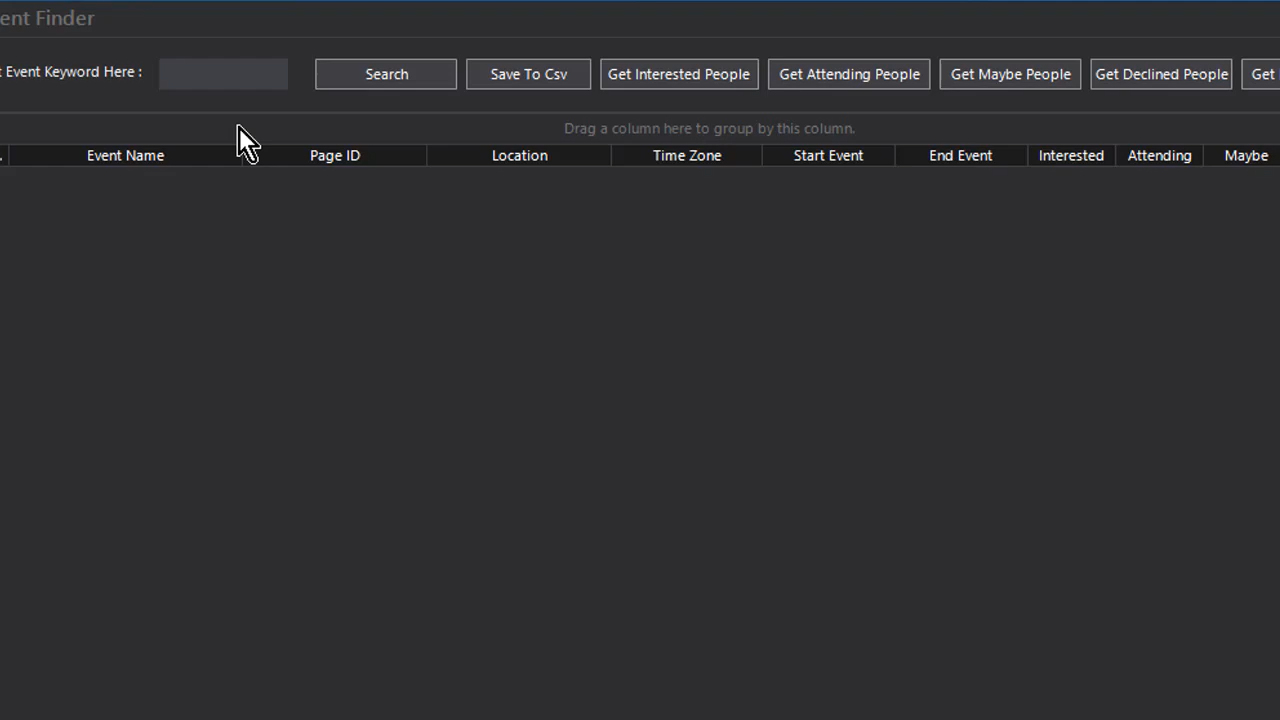 ent Finder
t Event Keyword Here : Search Save To Csv Get Interested People Get Attending People Get Maybe People Get Declined People Get
Drag a column here to group by this column.
. Event Name Page ID Location Time Zone Start Event End Event Interested Attending Maybe